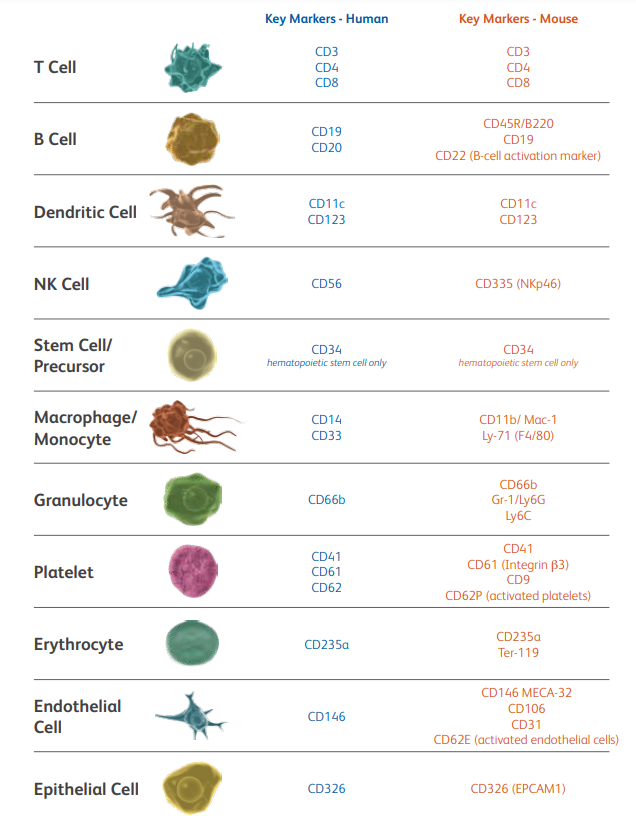 Key Markers - Human
Key Markers - Mouse
T Cell
CD3
CD4
CD8
CD3
CD4
CD8
B Cell
CD19
CD20
CD45R/B220
CD19
CD22 (B-cell activation marker)
Dendritic Cell
CD11c
CD123
CD11c
CD123
NK Cell
CD56
CD335 (NKp46)
Stem Cell/
Precursor
CD34
hematopoietic stem cell only
CD34
hematopoietic stem cell only
Macrophage/
Monocyte
CD14
CD33
CD11b/ Mac-1
Ly-71 (F4/80)
Granulocyte
CD66b
CD66b
Gr-1/Ly6G
Ly6C
Platelet
CD41
CD61
CD62
CD41
CD61 (Integrin β3)
CD9
CD62P (activated platelets)
Erythrocyte
CD235a
CD235a
Ter-119
Endothelial
Cell
CD146
CD146 MECA-32
CD106
CD31
CD62E (activated endothelial cells)
Epithelial Cell
CD326
CD326 (EPCAM1)